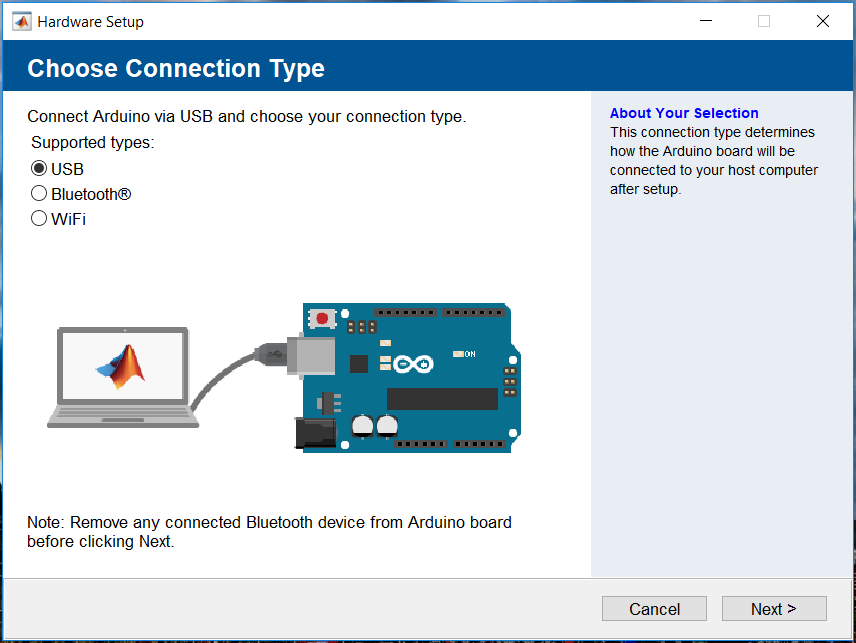 Hardware Setup
Choose Connection Type
Connect Arduino via USB and choose your connection type.
Supported types:
USB
Bluetooth®
WiFi
ON
Note: Remove any connected Bluetooth device from Arduino board
before clicking Next.
About Your Selection
This connection type determines
how the Arduino board will be
connected to your host computer
after setup.
Cancel
Next >